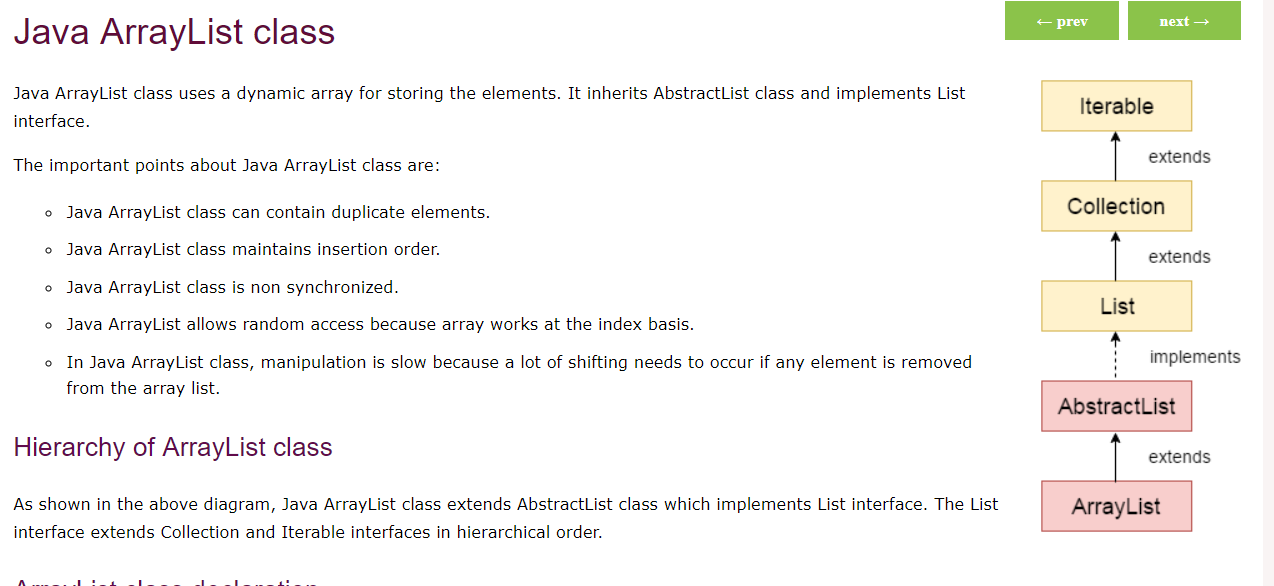 Java ArrayList class
← prev
next →
Java ArrayList class uses a dynamic array for storing the elements. It inherits AbstractList class and implements List
interface.
The important points about Java ArrayList class are:
Java ArrayList class can contain duplicate elements.
Java ArrayList class maintains insertion order.
Java ArrayList class is non synchronized.
Java ArrayList allows random access because array works at the index basis.
In Java ArrayList class, manipulation is slow because a lot of shifting needs to occur if any element is removed
from the array list.
Hierarchy of ArrayList class
As shown in the above diagram, Java ArrayList class extends AbstractList class which implements List interface. The List
interface extends Collection and Iterable interfaces in hierarchical order.
ArrayList class declaration
Iterable
extends
Collection
extends
List
implements
AbstractList
extends
ArrayList